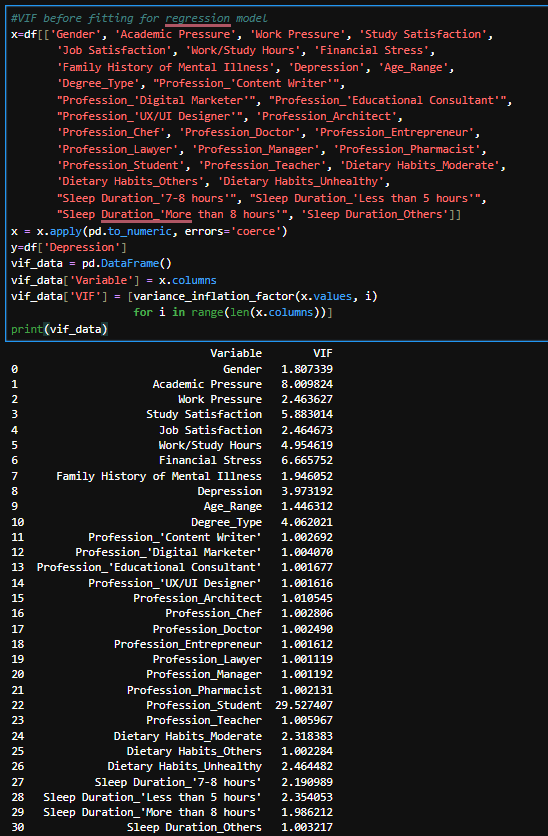 #VIF before fitting for regression model
x=df[['Gender', 'Academic Pressure', 'Work Pressure', 'Study Satisfaction',
'Job Satisfaction', 'Work/Study Hours', 'Financial Stress',
'Family History of Mental Illness', 'Depression', 'Age_Range',
'Degree_Type', "Profession_'Content Writer'",
"Profession_'Digital Marketer'", "Profession_'Educational Consultant'",
"Profession_'UX/UI Designer'", 'Profession_Architect',
'Profession_Chef', 'Profession_Doctor', 'Profession_Entrepreneur',
'Profession_Lawyer', 'Profession_Manager', 'Profession_Pharmacist',
'Profession_Student', 'Profession_Teacher', 'Dietary Habits_Moderate',
'Dietary Habits_Others', 'Dietary Habits_Unhealthy',
"Sleep Duration_'7-8 hours'", "Sleep Duration_'Less than 5 hours'",
"Sleep Duration_'More than 8 hours'", 'Sleep Duration_Others']]
x = x.apply(pd.to_numeric, errors='coerce')
y=df['Depression']
vif_data = pd.DataFrame()
vif_data['Variable'] = x.columns
vif_data['VIF'] = [variance_inflation_factor(x.values, i)
for i in range(len(x.columns))]
print(vif_data)
Variable VIF
0 Gender 1.807339
1 Academic Pressure 8.009824
2 Work Pressure 2.463627
3 Study Satisfaction 5.883014
4 Job Satisfaction 2.464673
5 Work/Study Hours 4.954619
6 Financial Stress 6.665752
7 Family History of Mental Illness 1.946052
8 Depression 3.973192
9 Age_Range 1.446312
10 Degree_Type 4.062021
11 Profession_'Content Writer' 1.002692
12 Profession_'Digital Marketer' 1.004070
13 Profession_'Educational Consultant' 1.001677
14 Profession_'UX/UI Designer' 1.001616
15 Profession_Architect 1.010545
16 Profession_Chef 1.002806
17 Profession_Doctor 1.002490
18 Profession_Entrepreneur 1.001612
19 Profession_Lawyer 1.001119
20 Profession_Manager 1.001192
21 Profession_Pharmacist 1.002131
22 Profession_Student 29.527407
23 Profession_Teacher 1.005967
24 Dietary Habits_Moderate 2.318383
25 Dietary Habits_Others 1.002284
26 Dietary Habits_Unhealthy 2.464482
27 Sleep Duration_'7-8 hours' 2.190989
28 Sleep Duration_'Less than 5 hours' 2.354053
29 Sleep Duration_'More than 8 hours' 1.986212
30 Sleep Duration_Others 1.003217